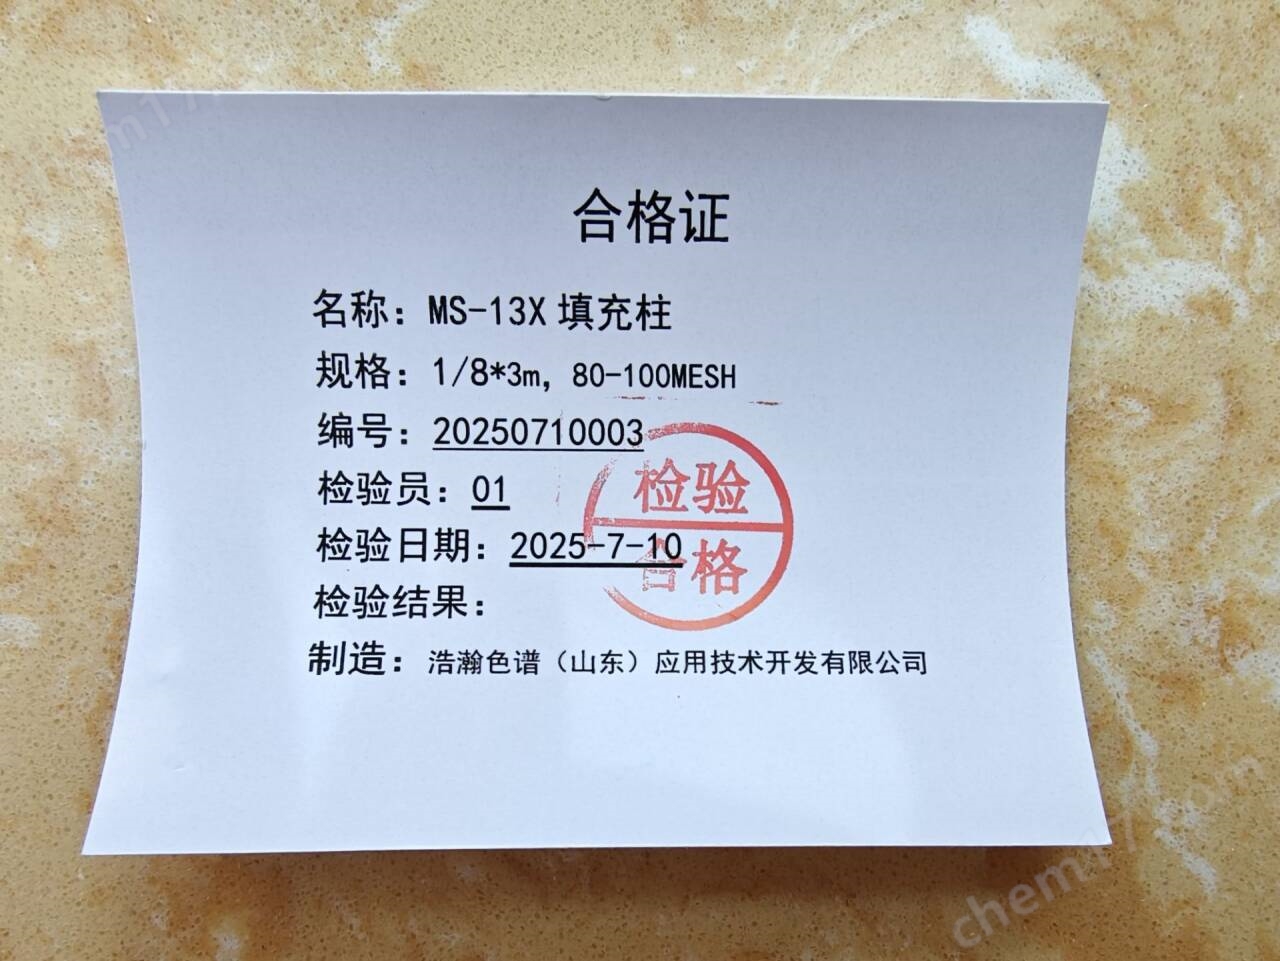 合格证
名称：MS-13X 填充柱
规格：1/8*3m，80-100MESH
编号：20250710003
检验员：01
检验日期：2025-7-10
检验结果：
制造：浩瀚色谱（山东）应用技术开发有限公司
检验
合格
chem17.com